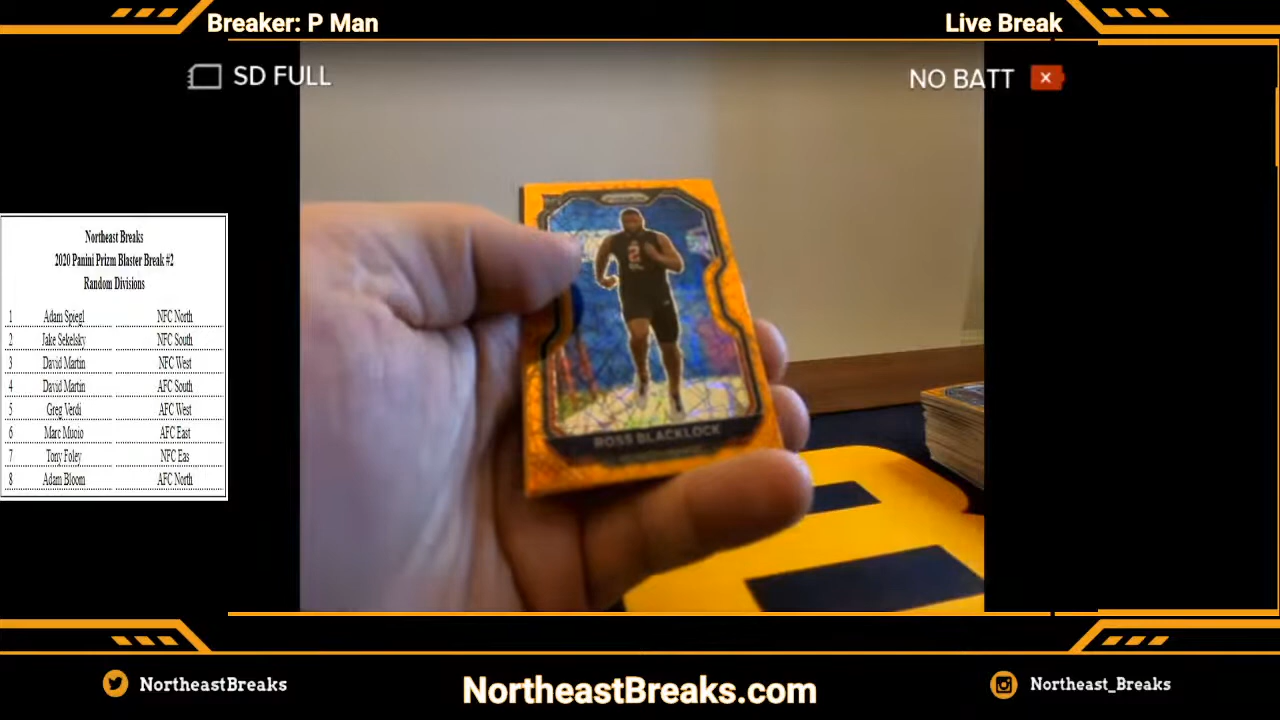 Breaker: P Man
Live Break
SD FULL
NO BATT
Northeast Breaks
2020 Panini Prizm Blaster Break #2
Random Divisions
1 Adam Spiegl NFC North
2 Jake Sekelsky NFC South
3 David Martin NFC West
4 David Martin AFC South
5 Greg Verdi AFC West
6 Marc Mucio AFC East
7 Tony Foley NFC Eas
8 Adam Bloom AFC North
2
ROSS BLACKLOCK
NortheastBreaks
NortheastBreaks.com
Northeast_Breaks